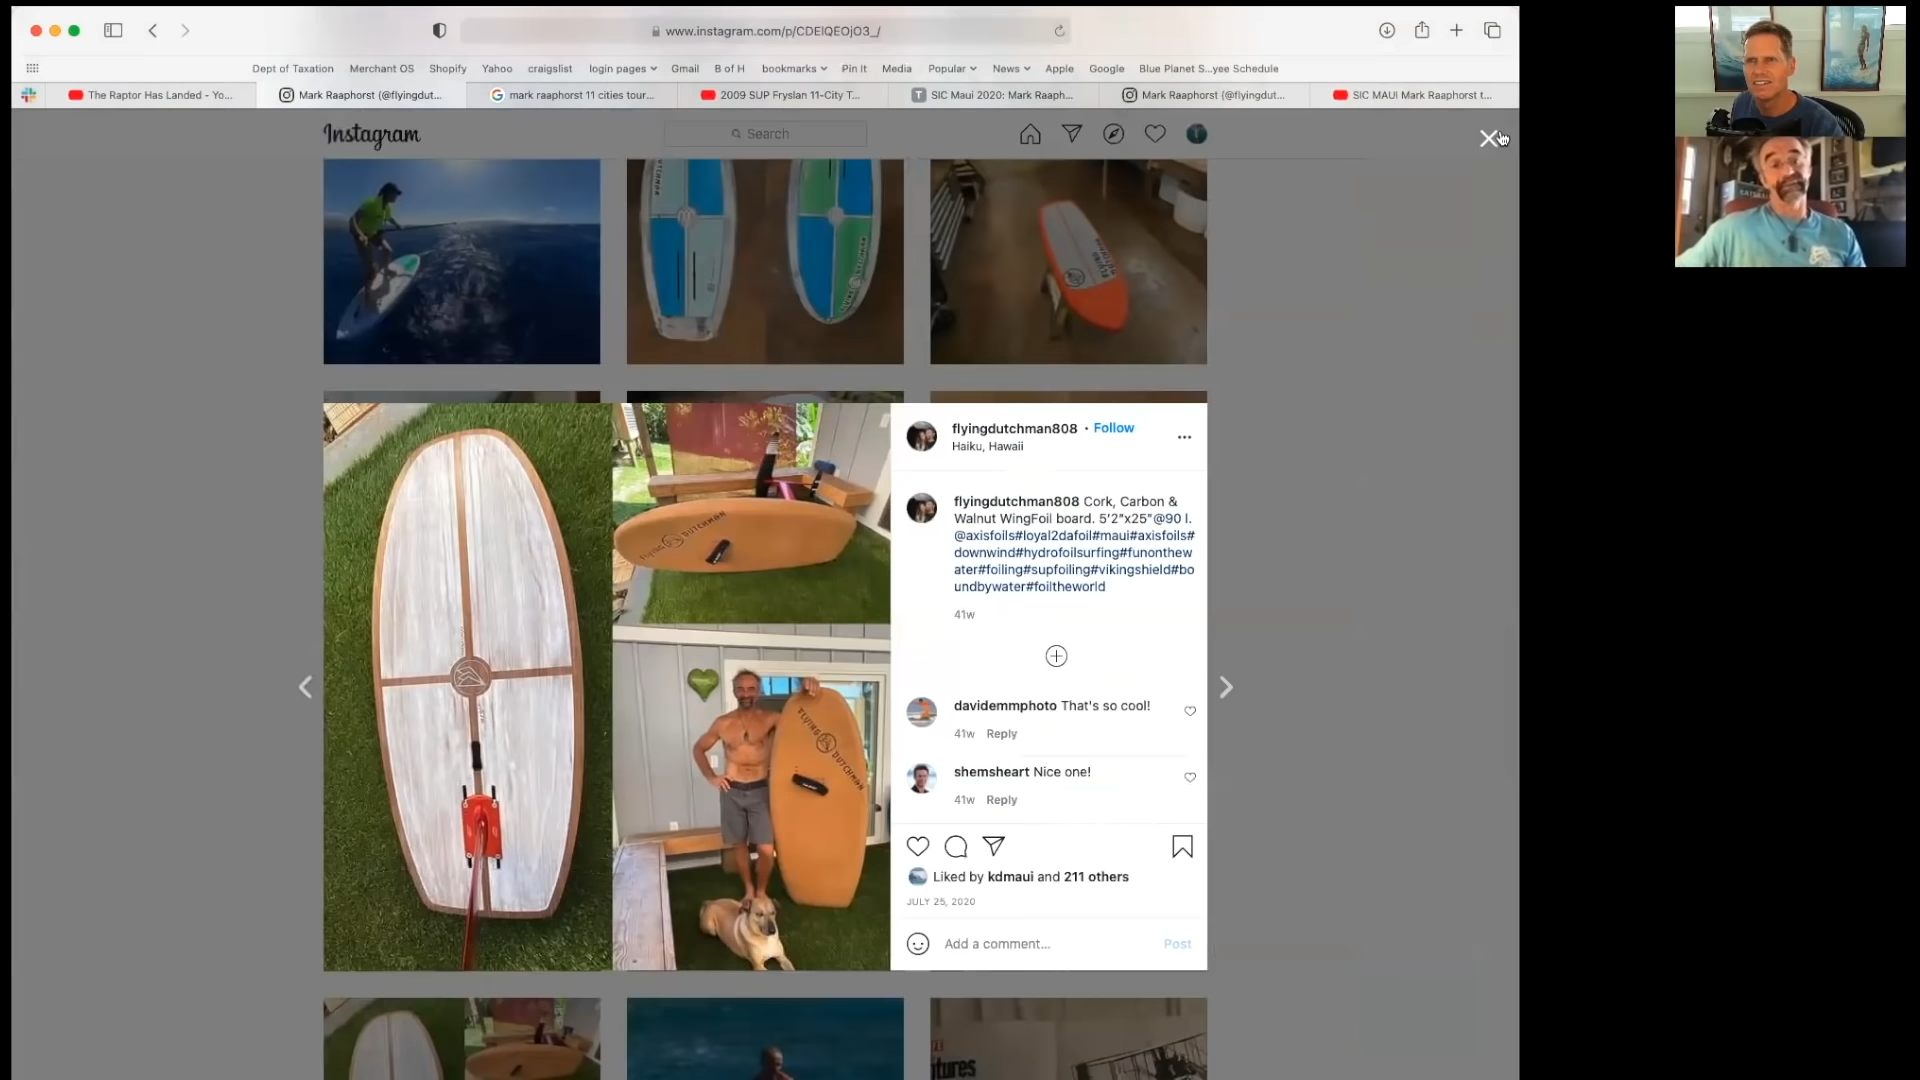 www.instagram.com/p/CDEIQEOjO3_/
Dept of Taxation Merchant OS Shopify Yahoo craigslist login pages Gmail B of H bookmarks Pin It Media Popular News Apple Google Blue Planet S...yee Schedule
The Raptor Has Landed - Yo...
Mark Raaphorst (@flyingdut...
mark raaphorst 11 cities tour...
2009 SUP Fryslan 11-City T...
SIC Maui 2020: Mark Raaph...
Mark Raaphorst (@flyingdut...
SIC MAUI Mark Raaphorst t...
Instagram
Search
FLYING DUTCHMAN
FLYING DUTCHMAN
flyingdutchman808 • Follow
Haiku, Hawaii
flyingdutchman808 Cork, Carbon &
Walnut WingFoil board. 5'2"x25"@90 l.
@axisfoils#loyal2dafoil#maui#axisfoils#
downwind#hydrofoilsurfing#funonthew
ater#foiling#supfoiling#vikingshield#bo
undbywater#foiltheworld
41w
davidemmphoto That's so cool!
41w Reply
shemsheart Nice one!
41w Reply
Liked by kdmaui and 211 others
JULY 25, 2020
Add a comment...
Post
tures